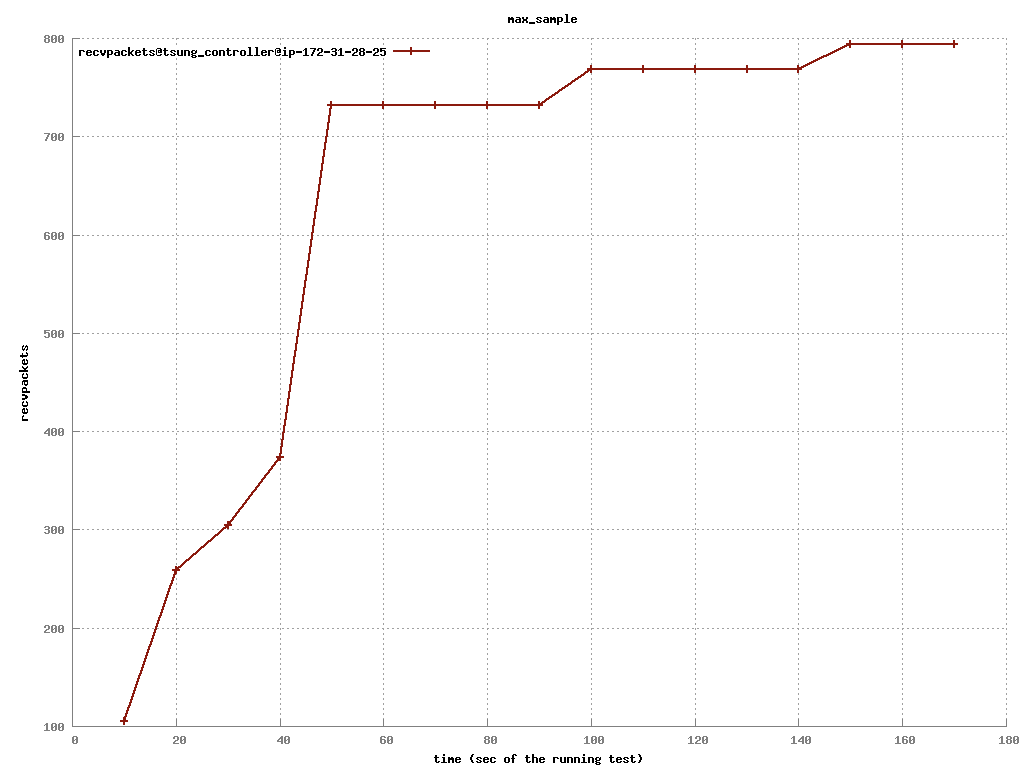 max_sample
recvpackets@tsung_controller@ip-172-31-28-25
800
700
600
500
400
300
200
100
recvpackets
0 20 40 60 80 100 120 140 160 180
time (sec of the running test)